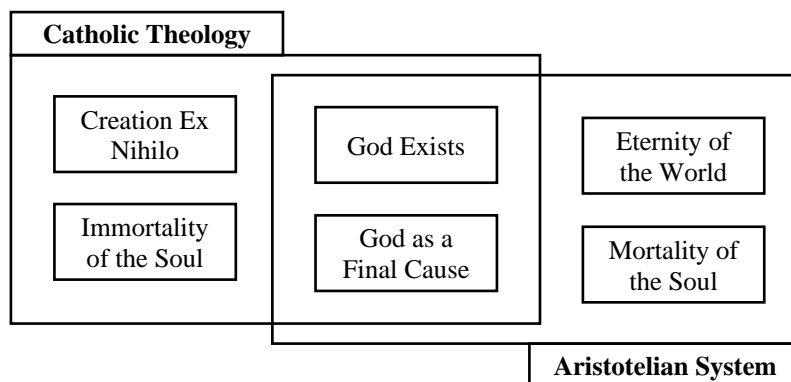 Catholic Theology
Creation Ex
Nihilo
God Exists
Eternity of
the World
Immortality
of the Soul
God as a
Final Cause
Mortality of
the Soul
Aristotelian System